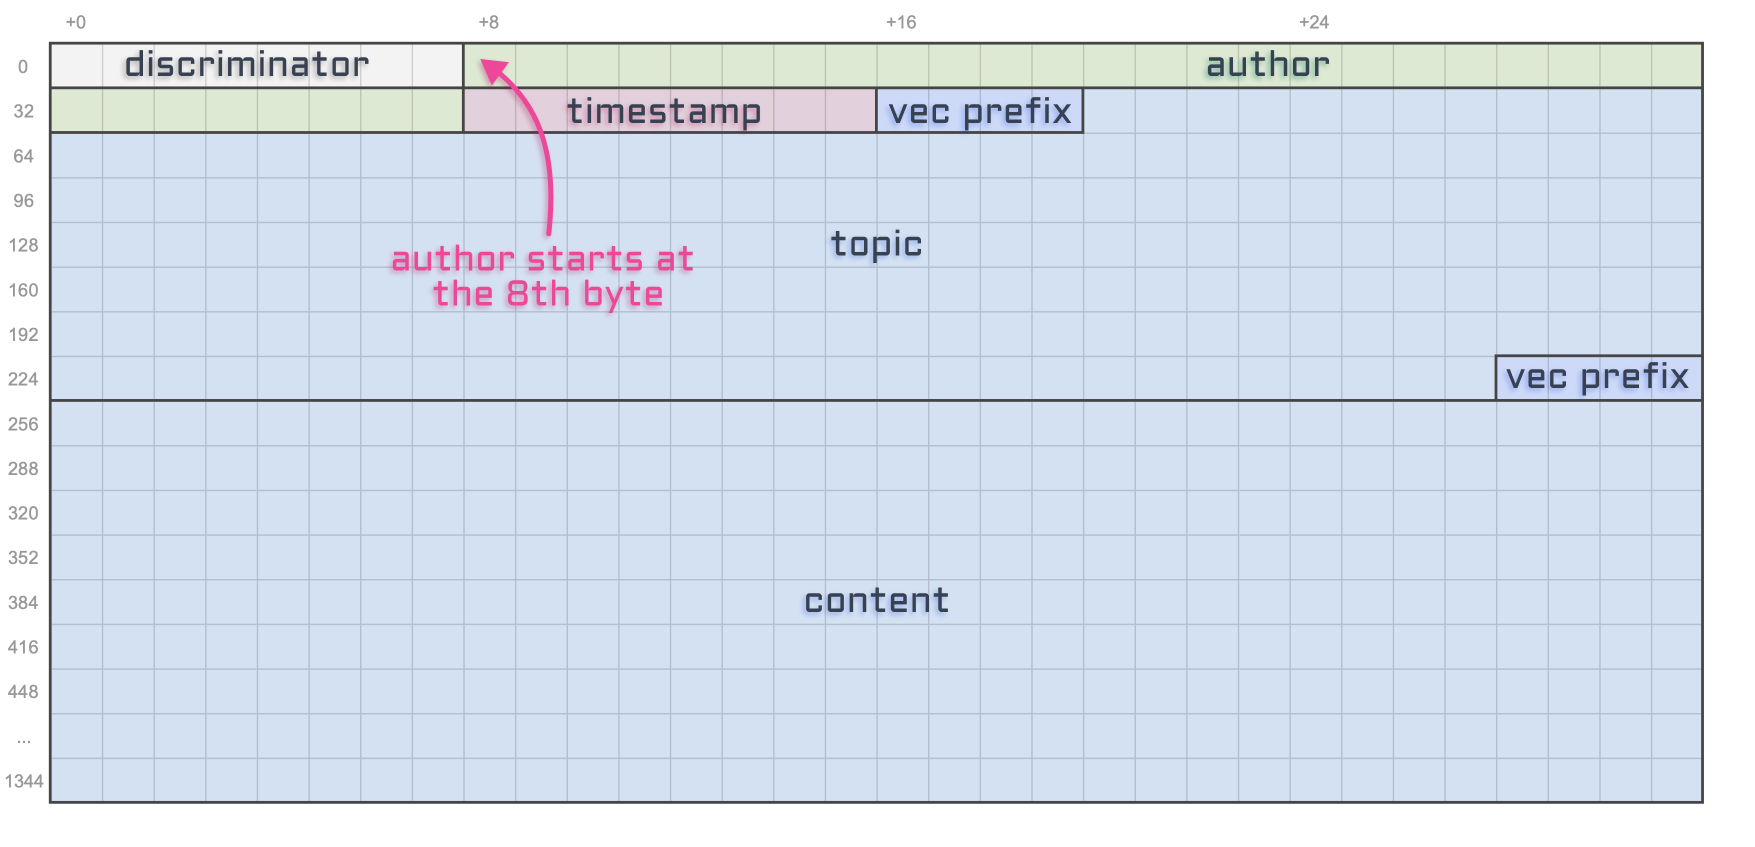 +0 +8 +16 +24
0 discriminator author
32 timestamp vec prefix
64
96
128 topic
author starts at
160 the 8th byte
192
224 vec prefix
256
288
320
352
384 content
416
448
...
1344